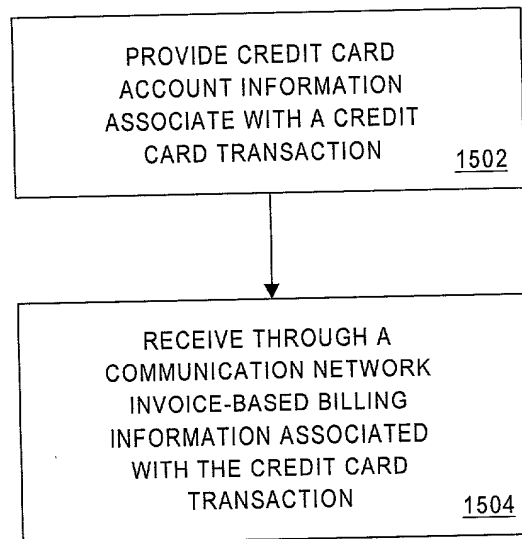 PROVIDE CREDIT CARD
ACCOUNT INFORMATION
ASSOCIATE WITH A CREDIT
CARD TRANSACTION
1502
RECEIVE THROUGH A
COMMUNICATION NETWORK
INVOICE-BASED BILLING
INFORMATION ASSOCIATED
WITH THE CREDIT CARD
TRANSACTION
1504